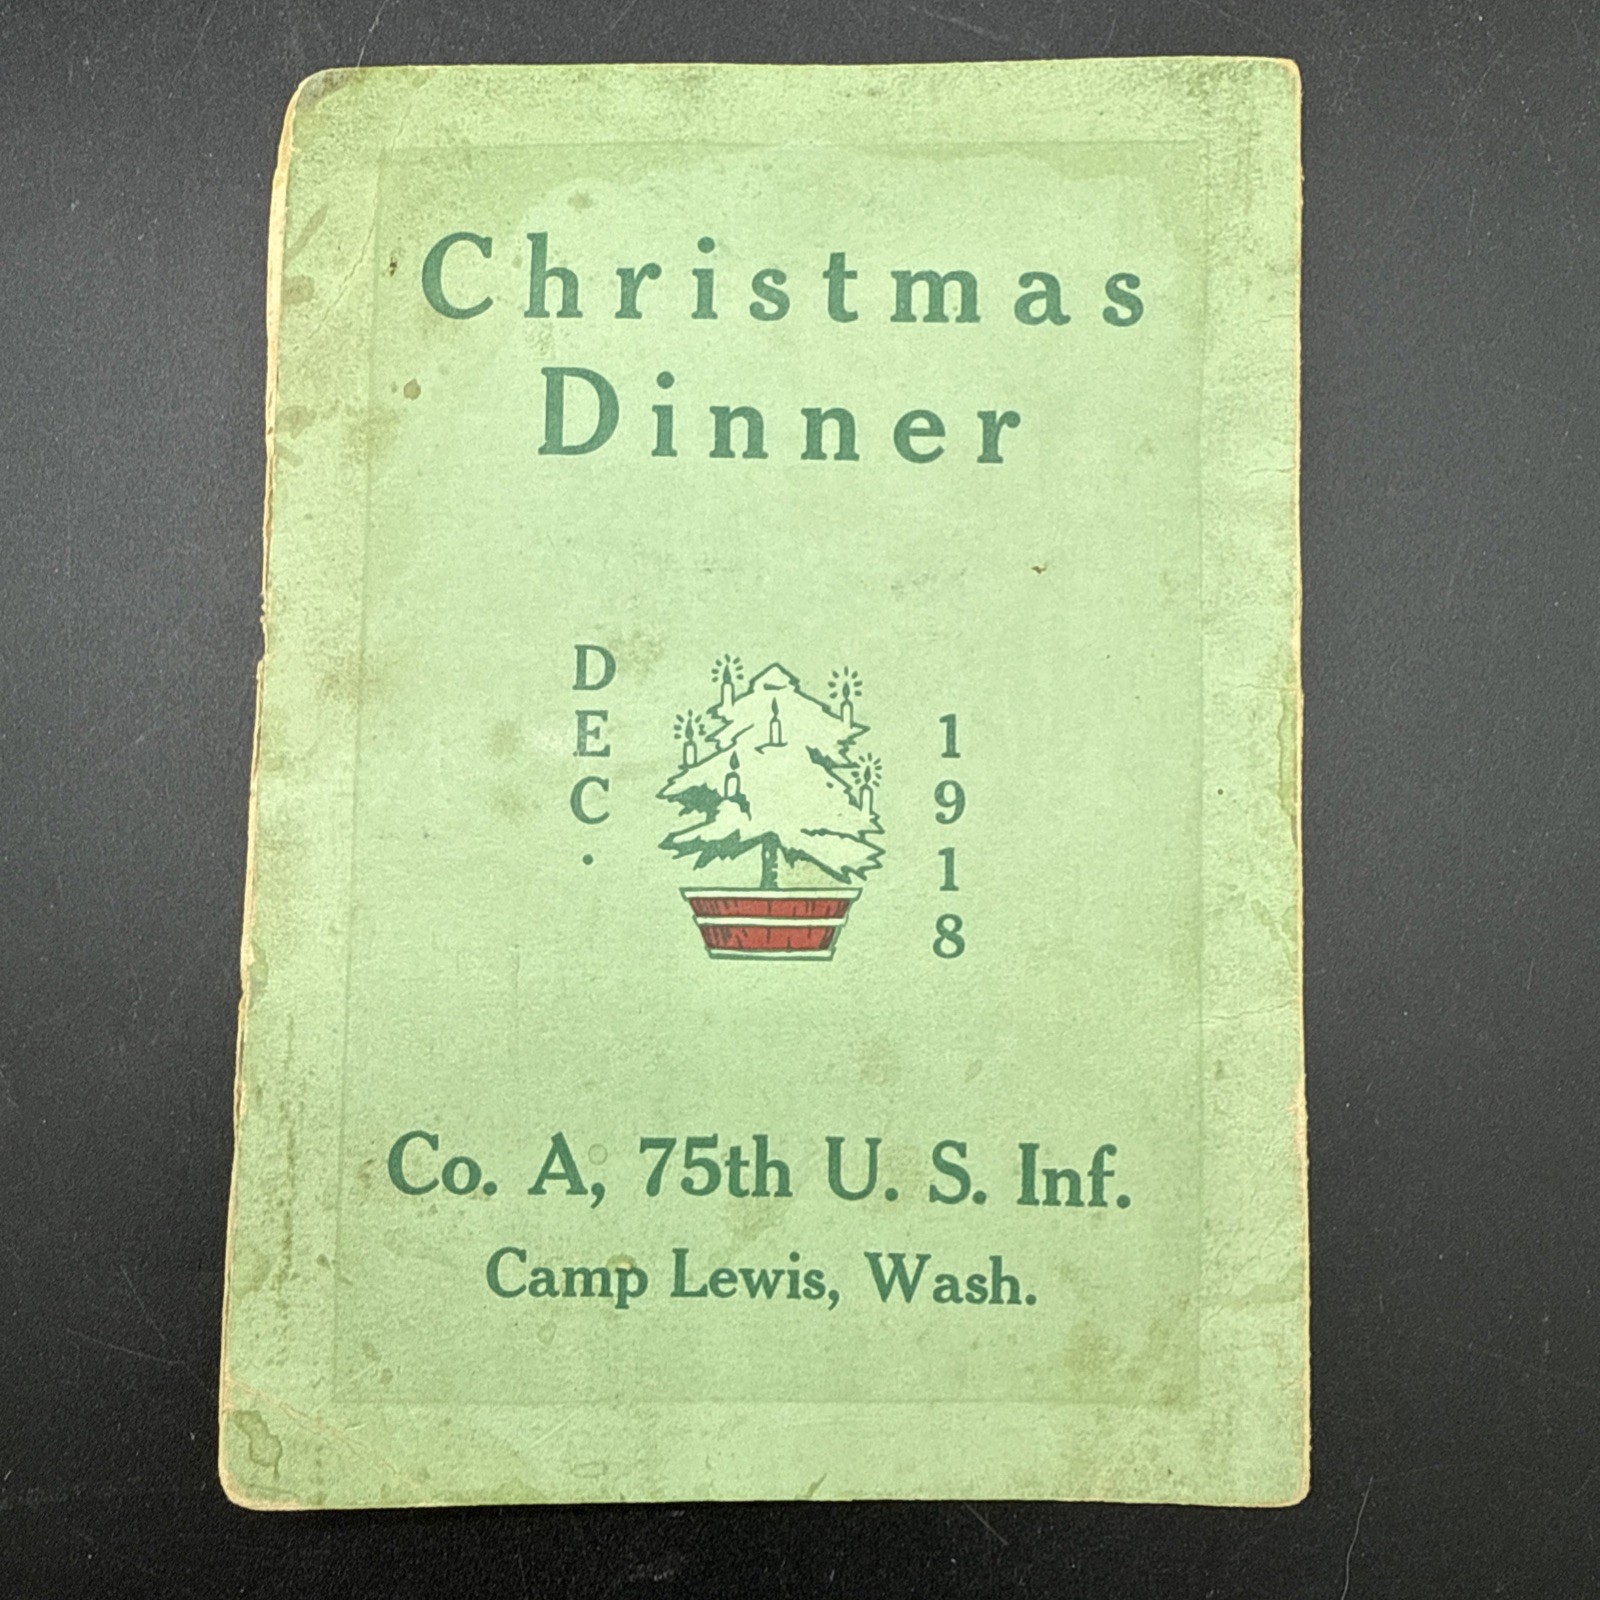 Christmas
Dinner
DEC.
1918
Co. A, 75th U. S. Inf.
Camp Lewis, Wash.